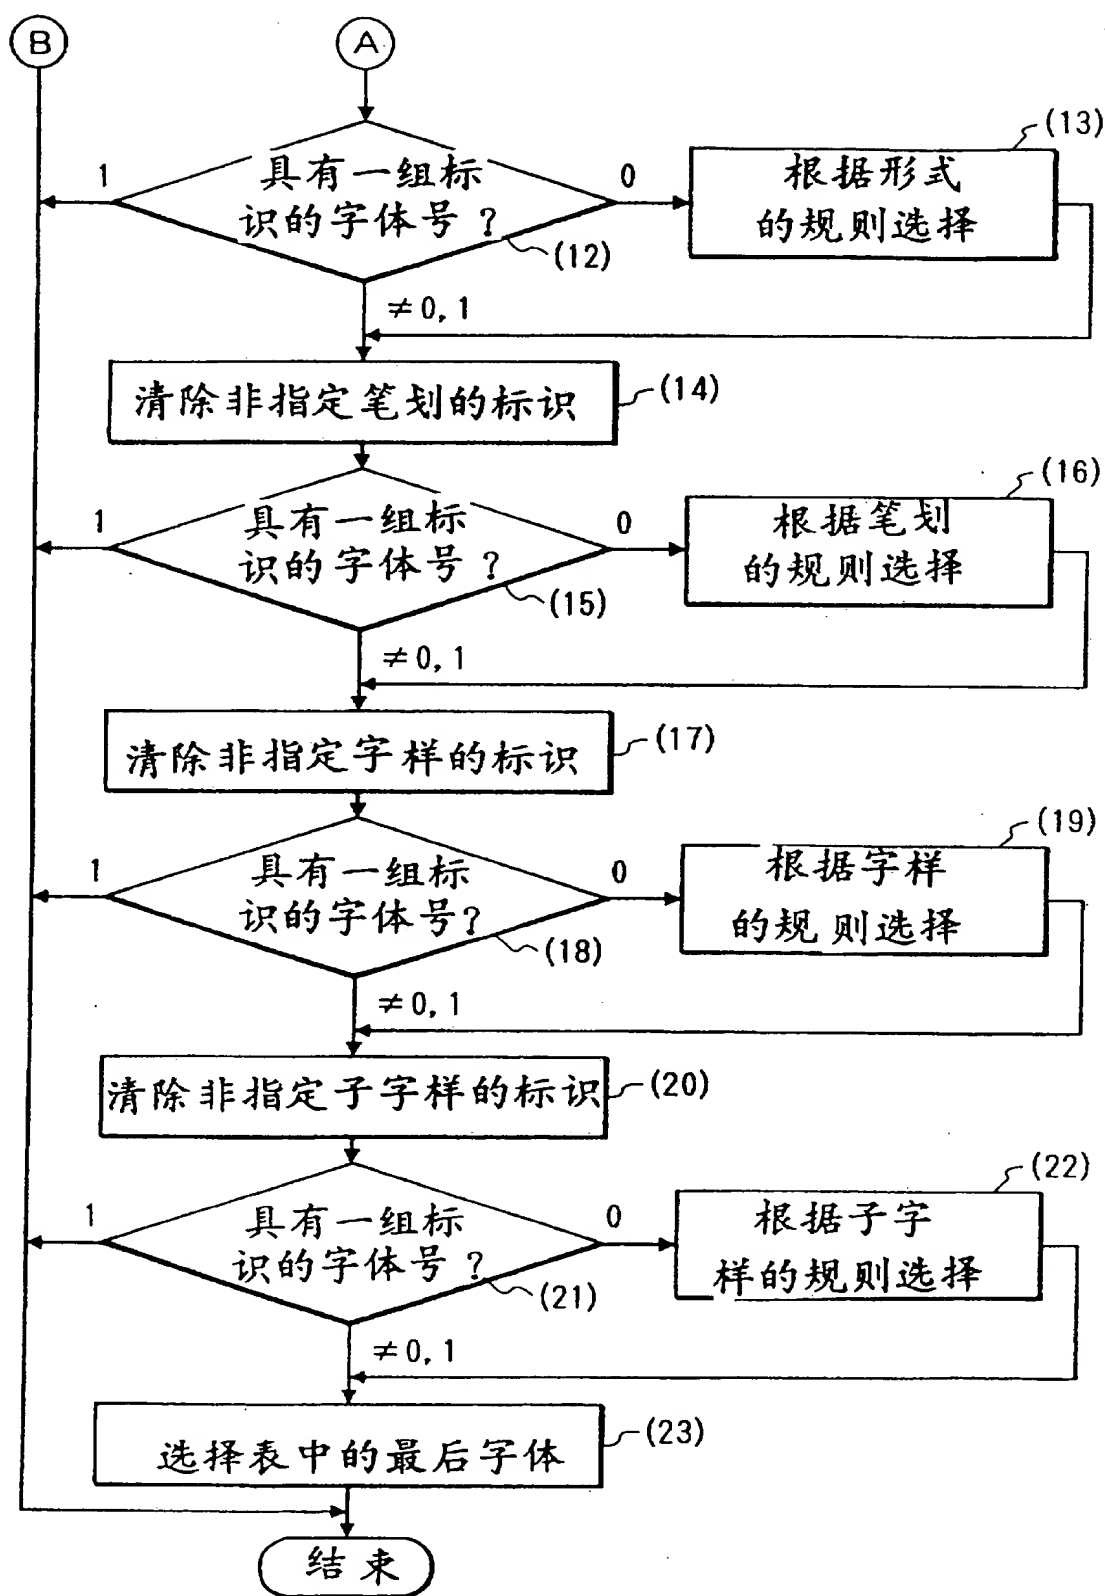 B
A
(13)
1
具有一组标
识的字体号？
0
根据形式
的规则选择
(12)
≠0,1
清除非指定笔划的标识
(14)
(16)
1
具有一组标
识的字体号？
0
根据笔划
的规则选择
(15)
≠0,1
清除非指定字样的标识
(17)
(19)
1
具有一组标
识的字体号？
0
根据字样
的规则选择
(18)
≠0,1
清除非指定子字样的标识
(20)
(22)
1
具有一组标
识的字体号？
0
根据子字
样的规则选择
(21)
≠0,1
选择表中的最后字体
(23)
结束